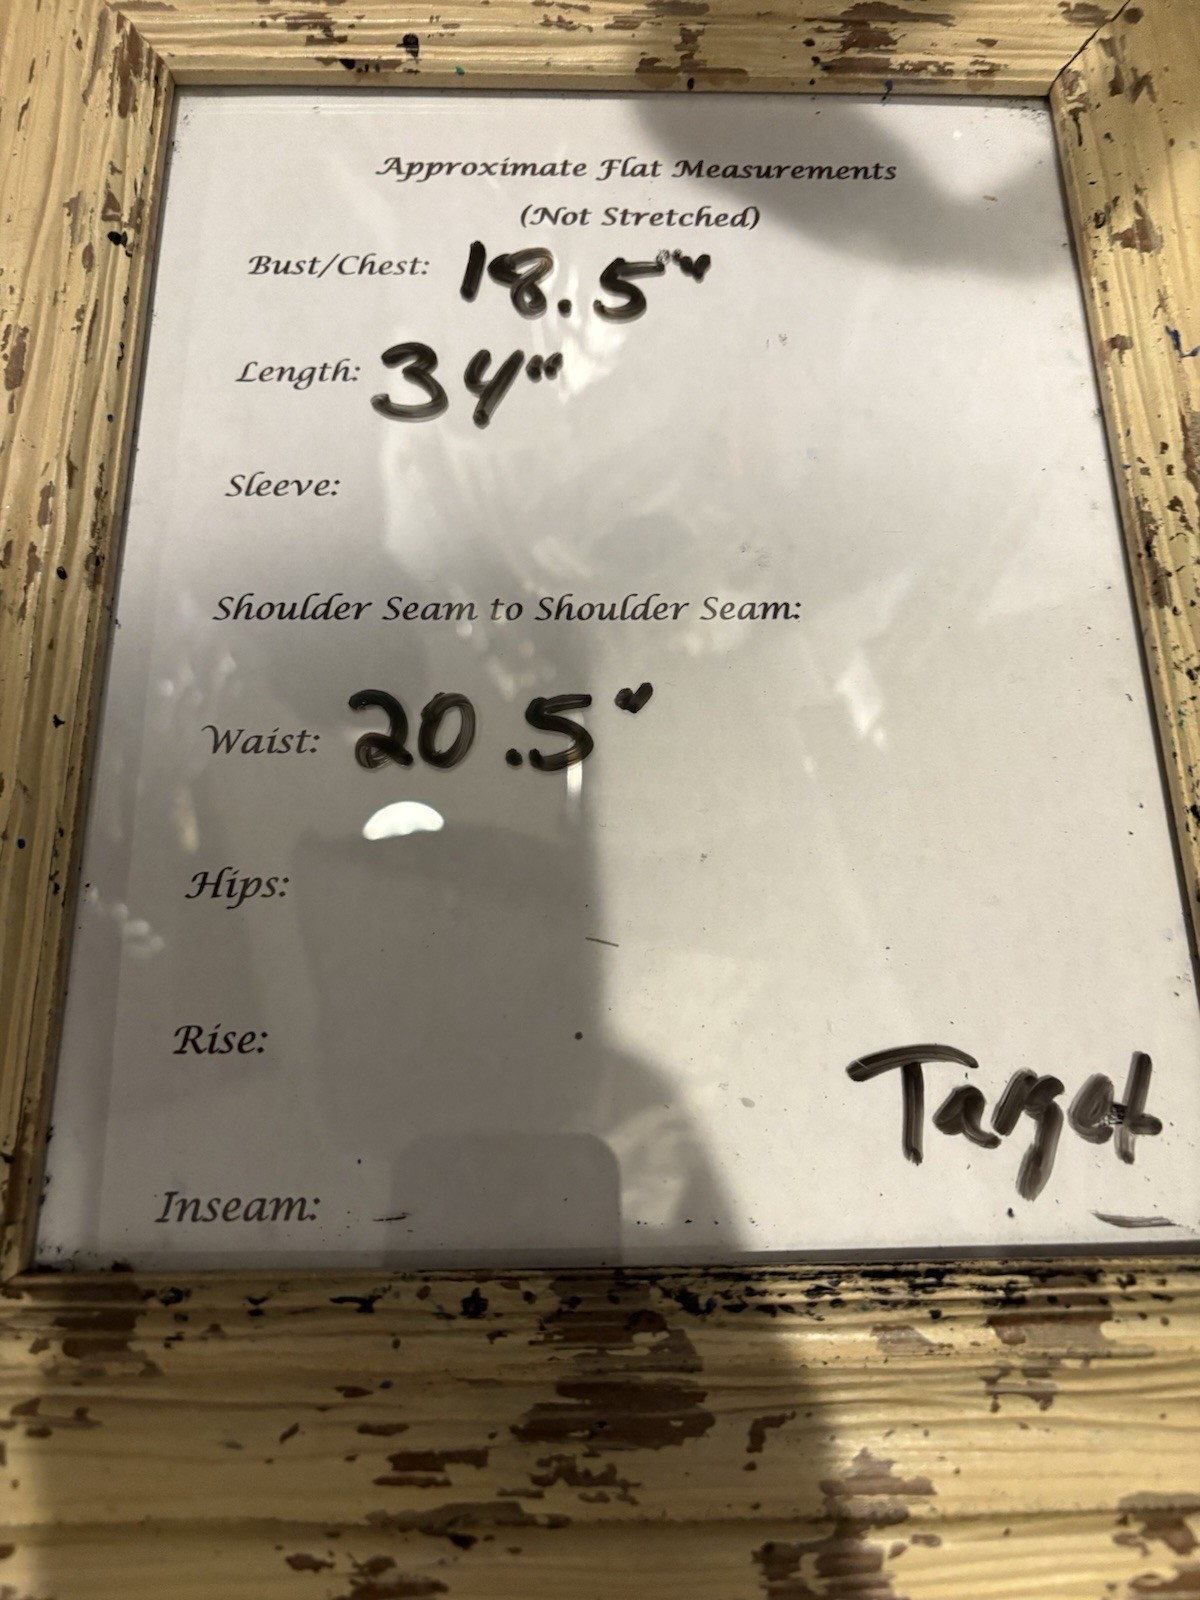 Approximate Flat Measurements
(Not Stretched)
Bust/Chest: 18.5"
Length: 34"
Sleeve:
Shoulder Seam to Shoulder Seam:
Waist: 20.5"
Hips:
Rise:
Target
Inseam: